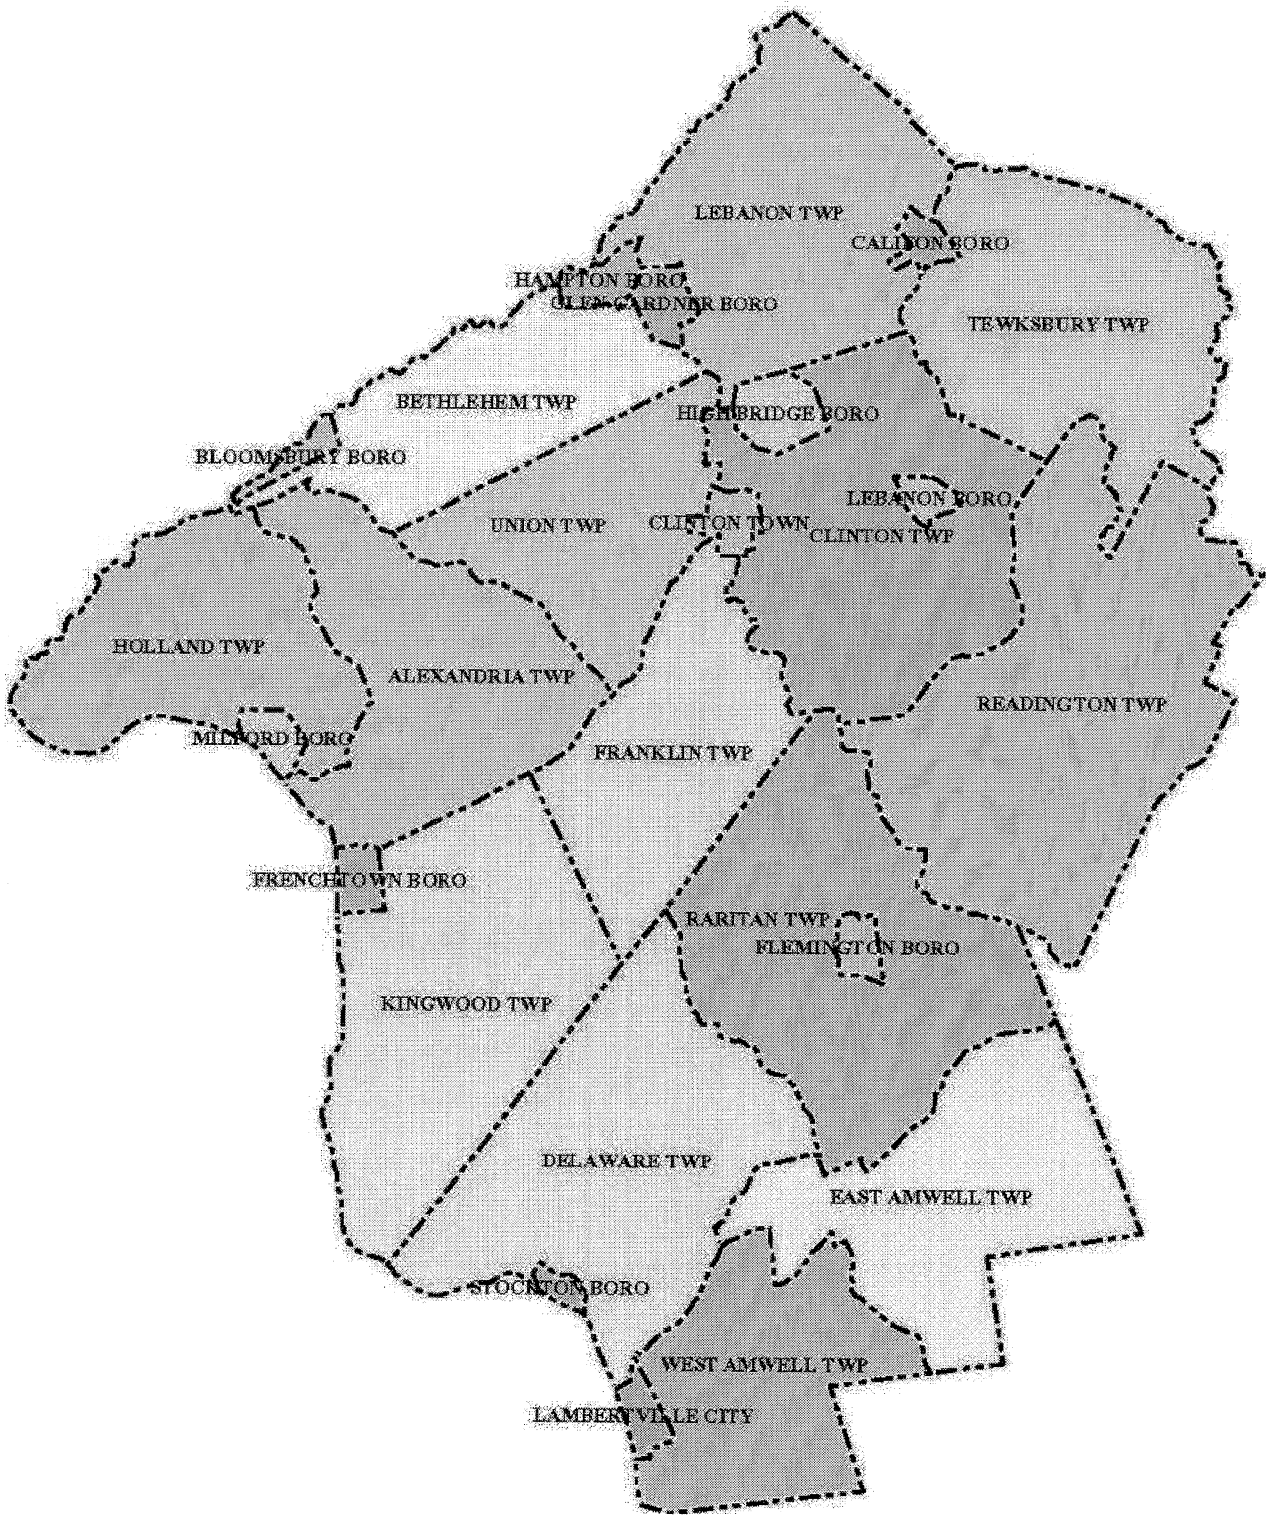 LEBANON TWP
CALIFON BORO
HAMPTON BORO
GLEN GARDNER BORO
TEWKSBURY TWP
BETHLEHEM TWP
HIGH BRIDGE BORO
BLOOMSBURY BORO
LEBANON BORO
UNION TWP
CLINTON TOWN
CLINTON TWP
HOLLAND TWP
ALEXANDRIA TWP
READINGTON TWP
MILFORD BORO
FRANKLIN TWP
FRENCHTOWN BORO
RARITAN TWP
FLEMINGTON BORO
KINGWOOD TWP
DELAWARE TWP
EAST AMWELL TWP
STOCKTON BORO
WEST AMWELL TWP
LAMBERTVILLE CITY